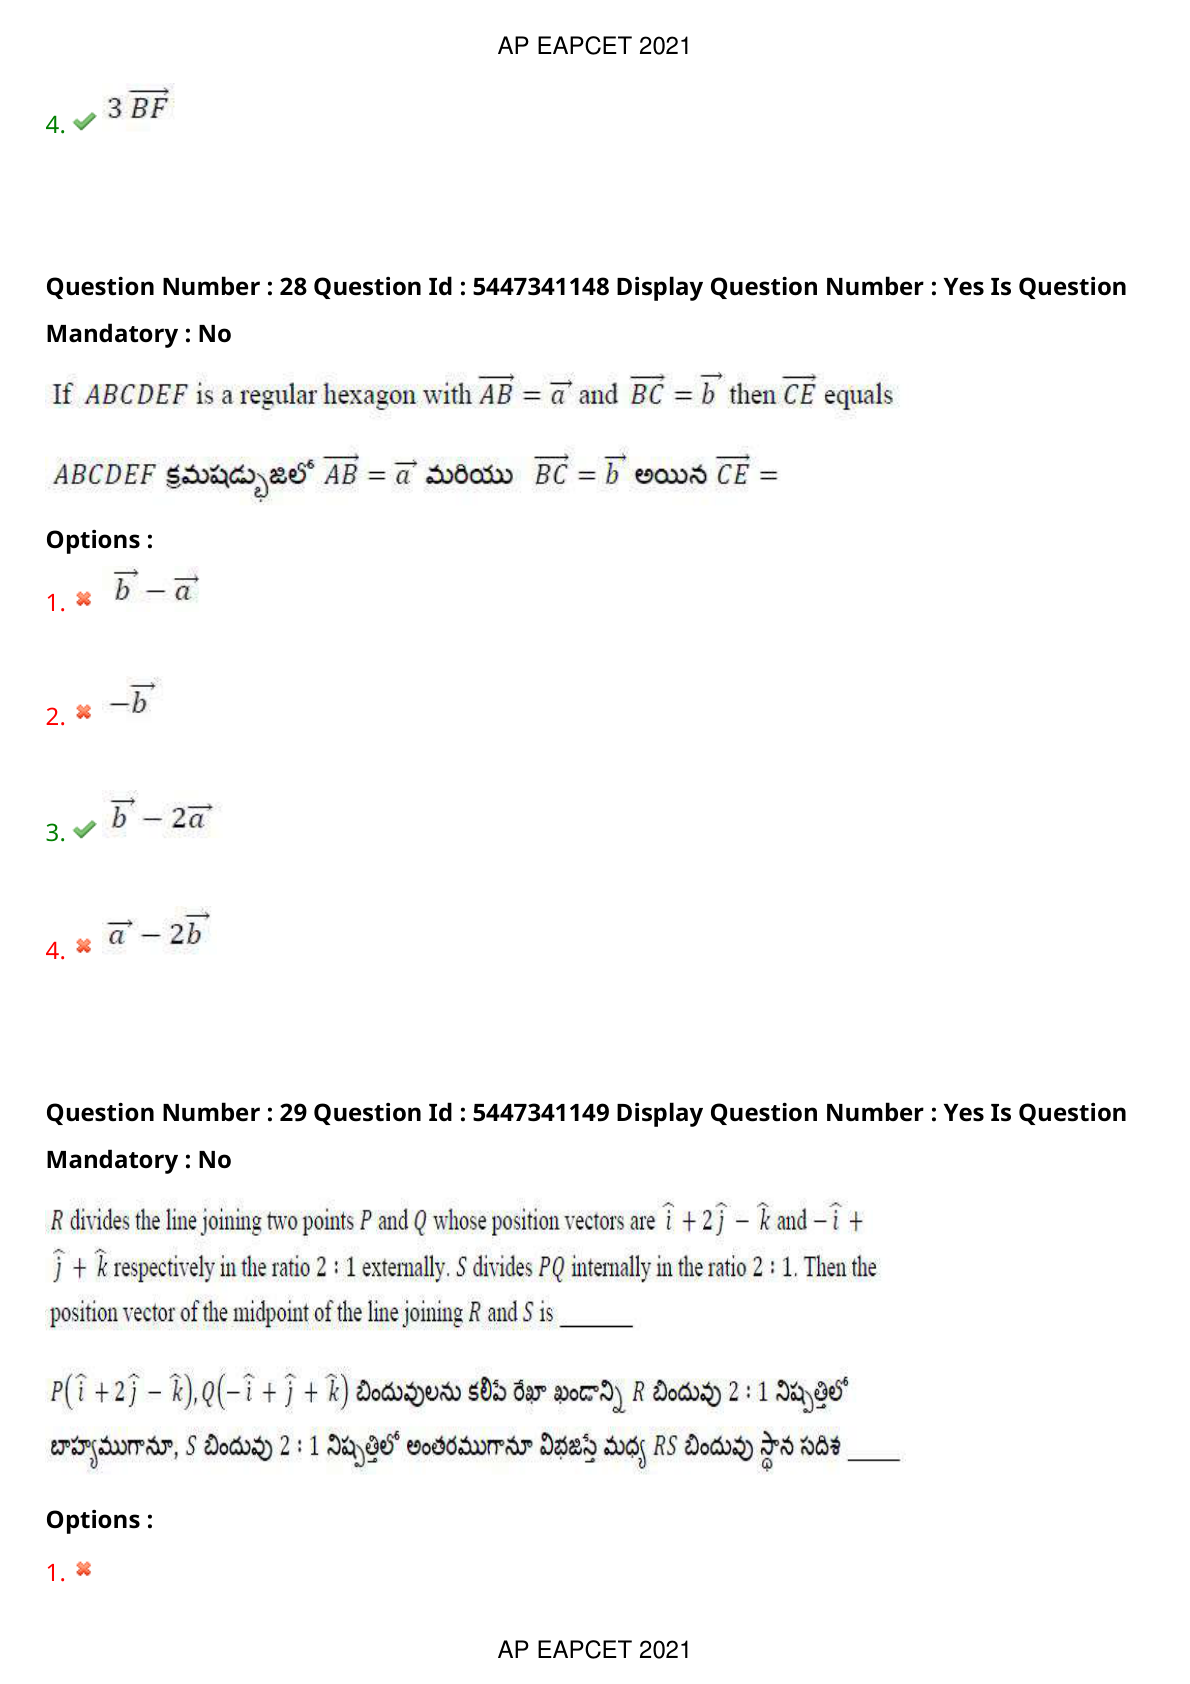 AP EAPCET 2021
4. ✔ 3 \overrightarrow{BF}
Question Number : 28 Question Id : 5447341148 Display Question Number : Yes Is Question
Mandatory : No
If ABCDEF is a regular hexagon with \overrightarrow{AB} = \overrightarrow{a} and \overrightarrow{BC} = \overrightarrow{b} then \overrightarrow{CE} equals
ABCDEF క్రమషడ్భుజిలో \overrightarrow{AB} = \overrightarrow{a} మరియు \overrightarrow{BC} = \overrightarrow{b} అయిన \overrightarrow{CE} =
Options :
1. ✖ \overrightarrow{b} − \overrightarrow{a}
2. ✖ −\overrightarrow{b}
3. ✔ \overrightarrow{b} − 2\overrightarrow{a}
4. ✖ \overrightarrow{a} − 2\overrightarrow{b}
Question Number : 29 Question Id : 5447341149 Display Question Number : Yes Is Question
Mandatory : No
R divides the line joining two points P and Q whose position vectors are \hat{i} + 2\hat{j} − \hat{k} and −\hat{i} +
\hat{j} + \hat{k} respectively in the ratio 2 : 1 externally. S divides PQ internally in the ratio 2 : 1. Then the
position vector of the midpoint of the line joining R and S is ______
P(\hat{i} + 2\hat{j} − \hat{k}), Q(−\hat{i} + \hat{j} + \hat{k}) బిందువులను కలిపే రేఖా ఖండాన్ని R బిందువు 2 : 1 నిష్పత్తిలో
బాహ్యముగానూ, S బిందువు 2 : 1 నిష్పత్తిలో అంతరముగానూ విభజిస్తే మధ్య RS బిందువు స్థాన సదిశ ____
Options :
1. ✖
AP EAPCET 2021